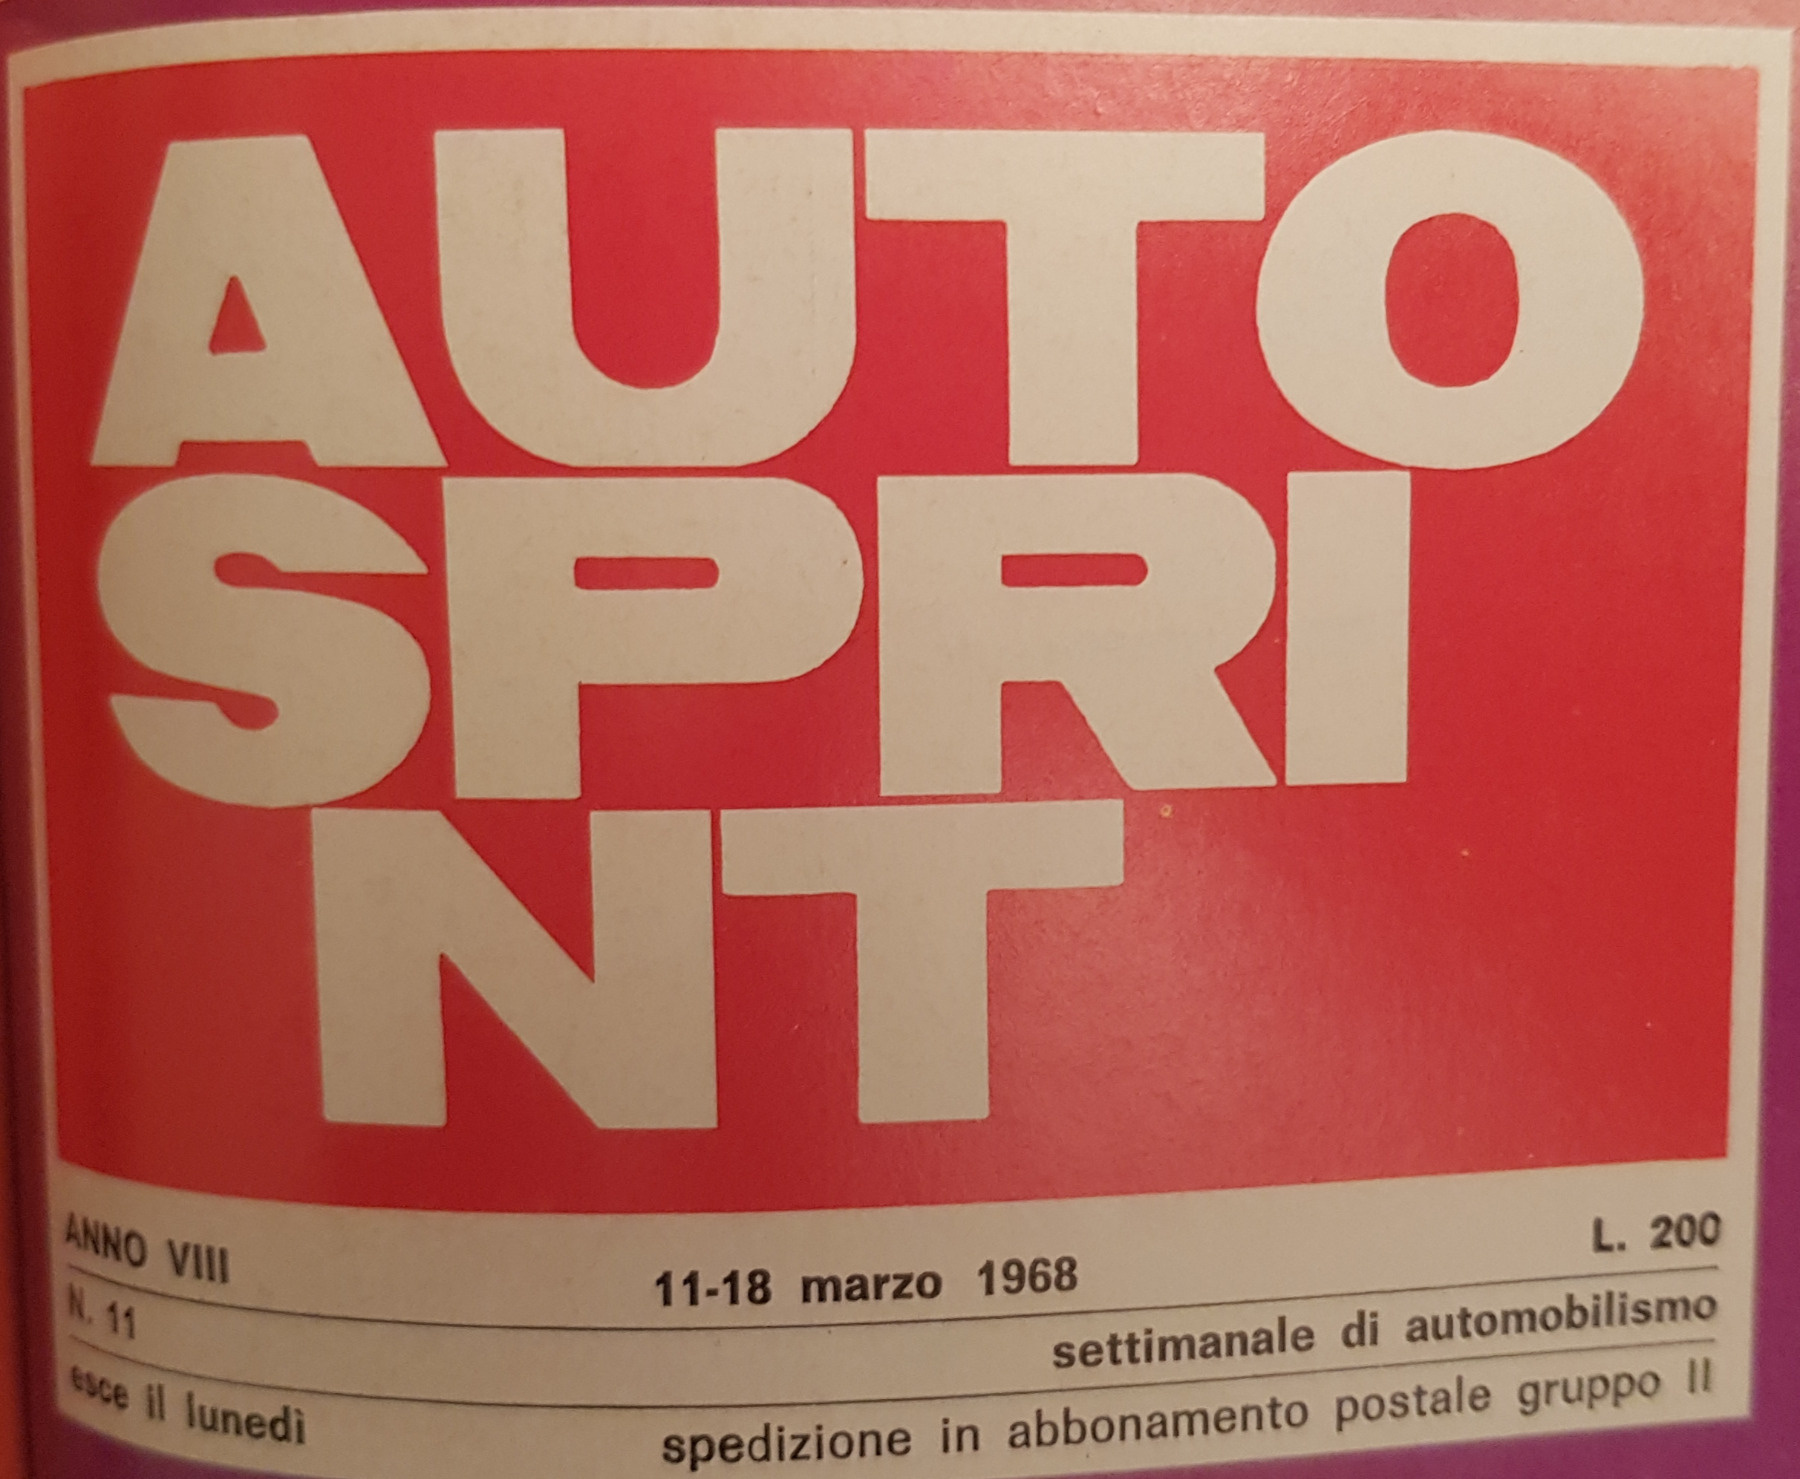 AUTO
SPRI
NT
ANNO VIII 11-18 marzo 1968 L. 200
N. 11 settimanale di automobilismo
esce il lunedì spedizione in abbonamento postale gruppo II